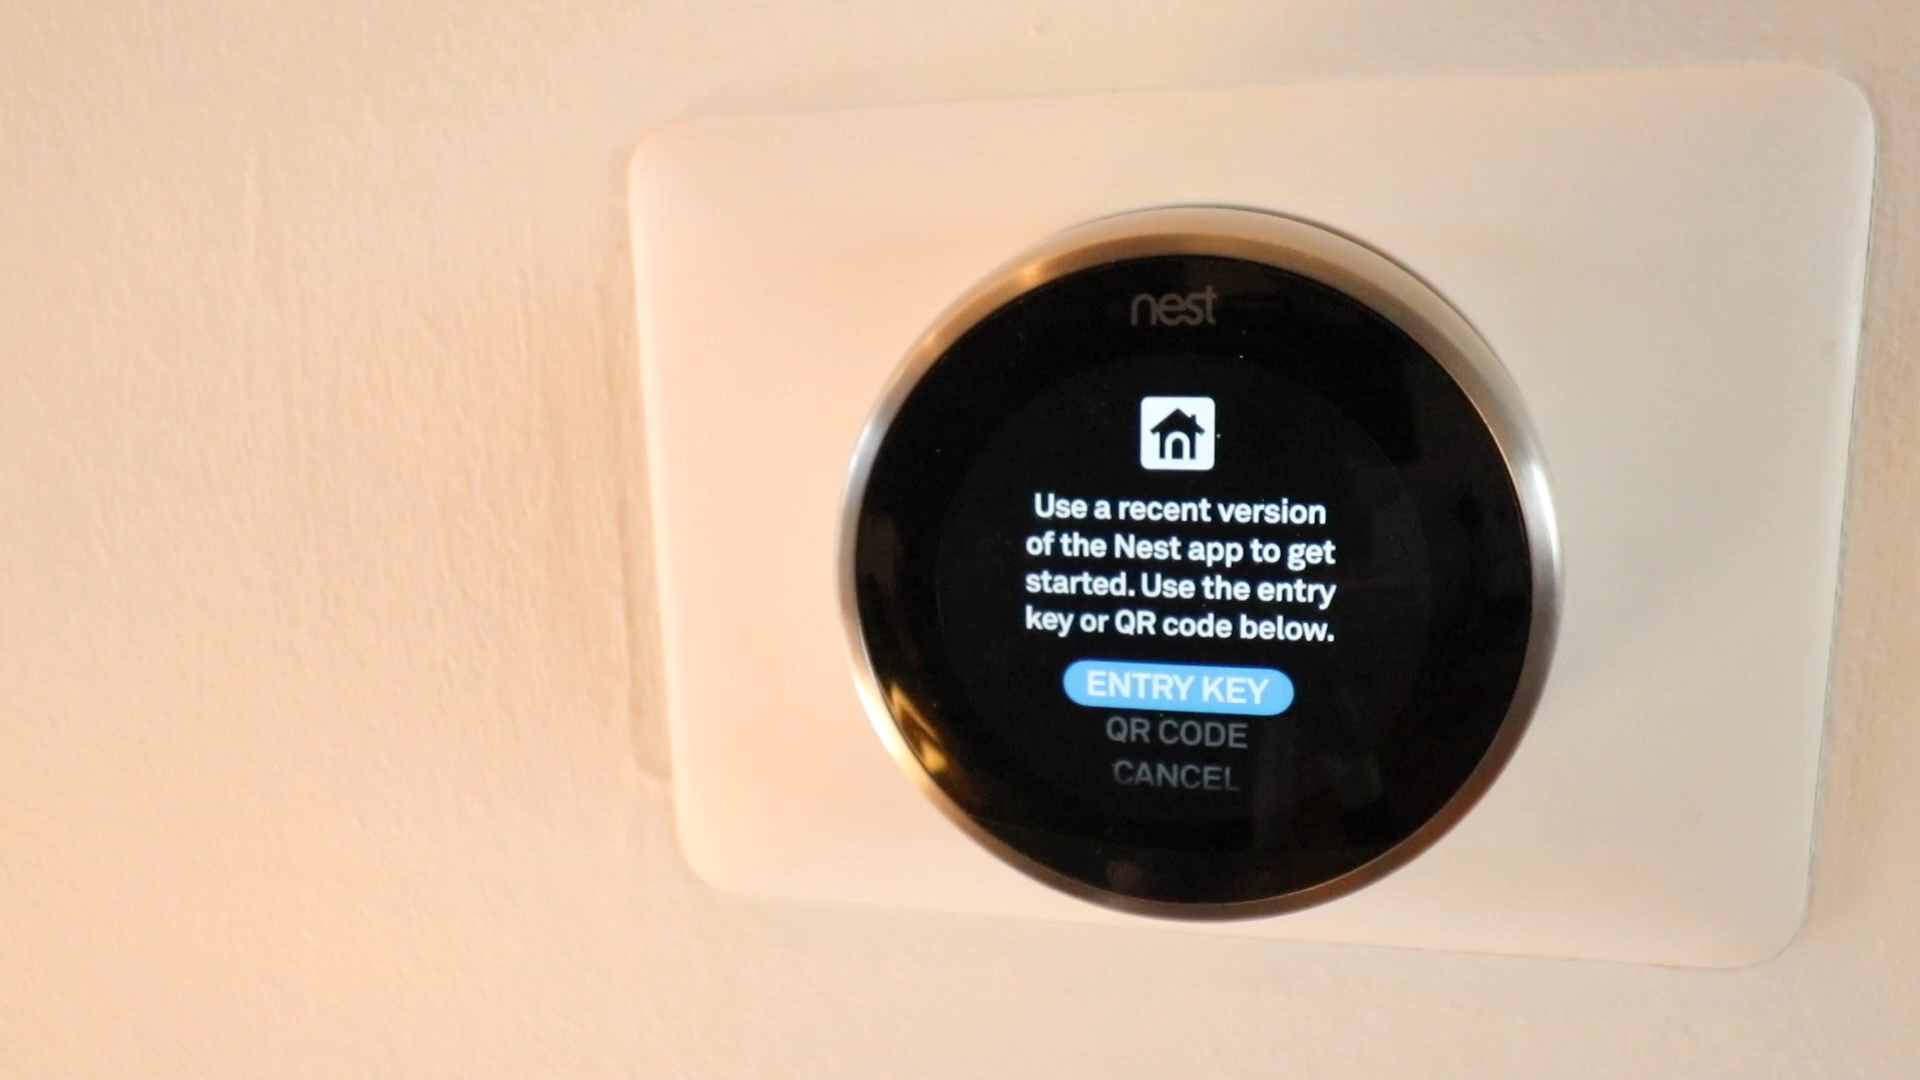 nest
Use a recent version
of the Nest app to get
started. Use the entry
key or QR code below.
ENTRY KEY
QR CODE
CANCEL